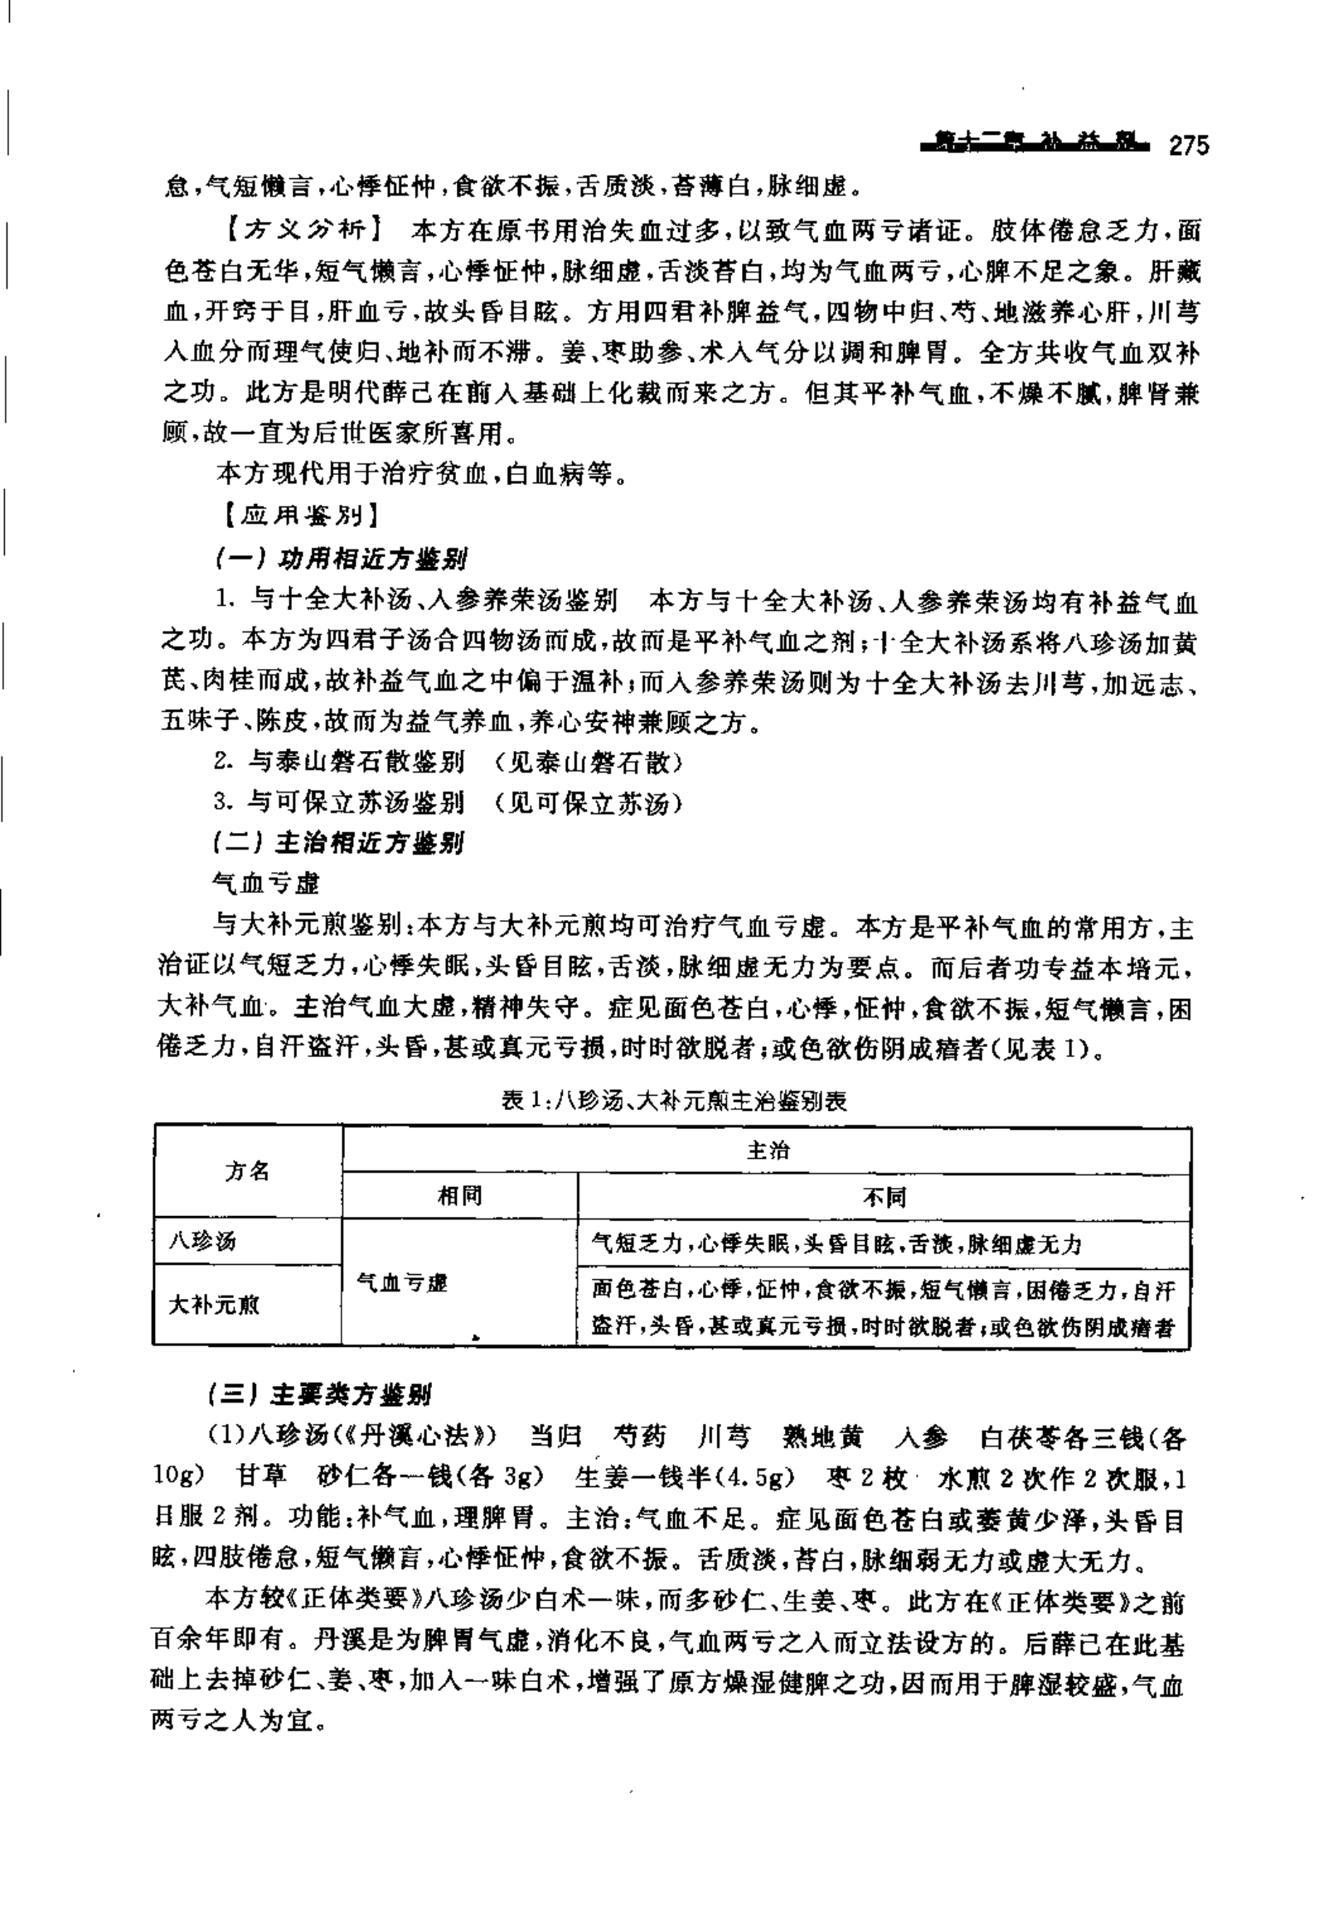 第十二章 补益剂 275
怠,气短懒言,心悸怔忡,食欲不振,舌质淡,苔薄白,脉细虚。
【方义分析】 本方在原书用治失血过多,以致气血两亏诸证。肢体倦怠乏力,面
色苍白无华,短气懒言,心悸怔忡,脉细虚,舌淡苔白,均为气血两亏,心脾不足之象。肝藏
血,开窍于目,肝血亏,故头昏目眩。方用四君补脾益气,四物中归、芍、地滋养心肝,川芎
入血分而理气使归、地补而不滞。姜、枣助参、术入气分以调和脾胃。全方共收气血双补
之功。此方是明代薛己在前人基础上化裁而来之方。但其平补气血,不燥不腻,脾肾兼
顾,故一直为后世医家所喜用。
本方现代用于治疗贫血,白血病等。
【应用鉴别】
(一)功用相近方鉴别
1. 与十全大补汤、人参养荣汤鉴别 本方与十全大补汤、人参养荣汤均有补益气血
之功。本方为四君子汤合四物汤而成,故而是平补气血之剂;十全大补汤系将八珍汤加黄
芪、肉桂而成,故补益气血之中偏于温补;而人参养荣汤则为十全大补汤去川芎,加远志、
五味子、陈皮,故而为益气养血,养心安神兼顾之方。
2. 与泰山磐石散鉴别 (见泰山磐石散)
3. 与可保立苏汤鉴别 (见可保立苏汤)
(二)主治相近方鉴别
气血亏虚
与大补元煎鉴别:本方与大补元煎均可治疗气血亏虚。本方是平补气血的常用方,主
治证以气短乏力,心悸失眠,头昏目眩,舌淡,脉细虚无力为要点。而后者功专益本培元,
大补气血。主治气血大虚,精神失守。症见面色苍白,心悸,怔忡,食欲不振,短气懒言,困
倦乏力,自汗盗汗,头昏,甚或真元亏损,时时欲脱者;或色欲伤阴成痨者(见表1)。
表1:八珍汤、大补元煎主治鉴别表
方名 主治
相同 不同
八珍汤 气血亏虚 气短乏力,心悸失眠,头昏目眩,舌淡,脉细虚无力
大补元煎 面色苍白,心悸,怔忡,食欲不振,短气懒言,困倦乏力,自汗
盗汗,头昏,甚或真元亏损,时时欲脱者;或色欲伤阴成痨者
(三)主要类方鉴别
(1)八珍汤(《丹溪心法》) 当归 芍药 川芎 熟地黄 人参 白茯苓各三钱(各
10g) 甘草 砂仁各一钱(各3g) 生姜一钱半(4.5g) 枣2枚 水煎2次作2次服,1
日服2剂。功能:补气血,理脾胃。主治:气血不足。症见面色苍白或萎黄少泽,头昏目
眩,四肢倦怠,短气懒言,心悸怔忡,食欲不振。舌质淡,苔白,脉细弱无力或虚大无力。
本方较《正体类要》八珍汤少白术一味,而多砂仁、生姜、枣。此方在《正体类要》之前
百余年即有。丹溪是为脾胃气虚,消化不良,气血两亏之人而立法设方的。后薛己在此基
础上去掉砂仁、姜、枣,加入一味白术,增强了原方燥湿健脾之功,因而用于脾湿较盛,气血
两亏之人为宜。